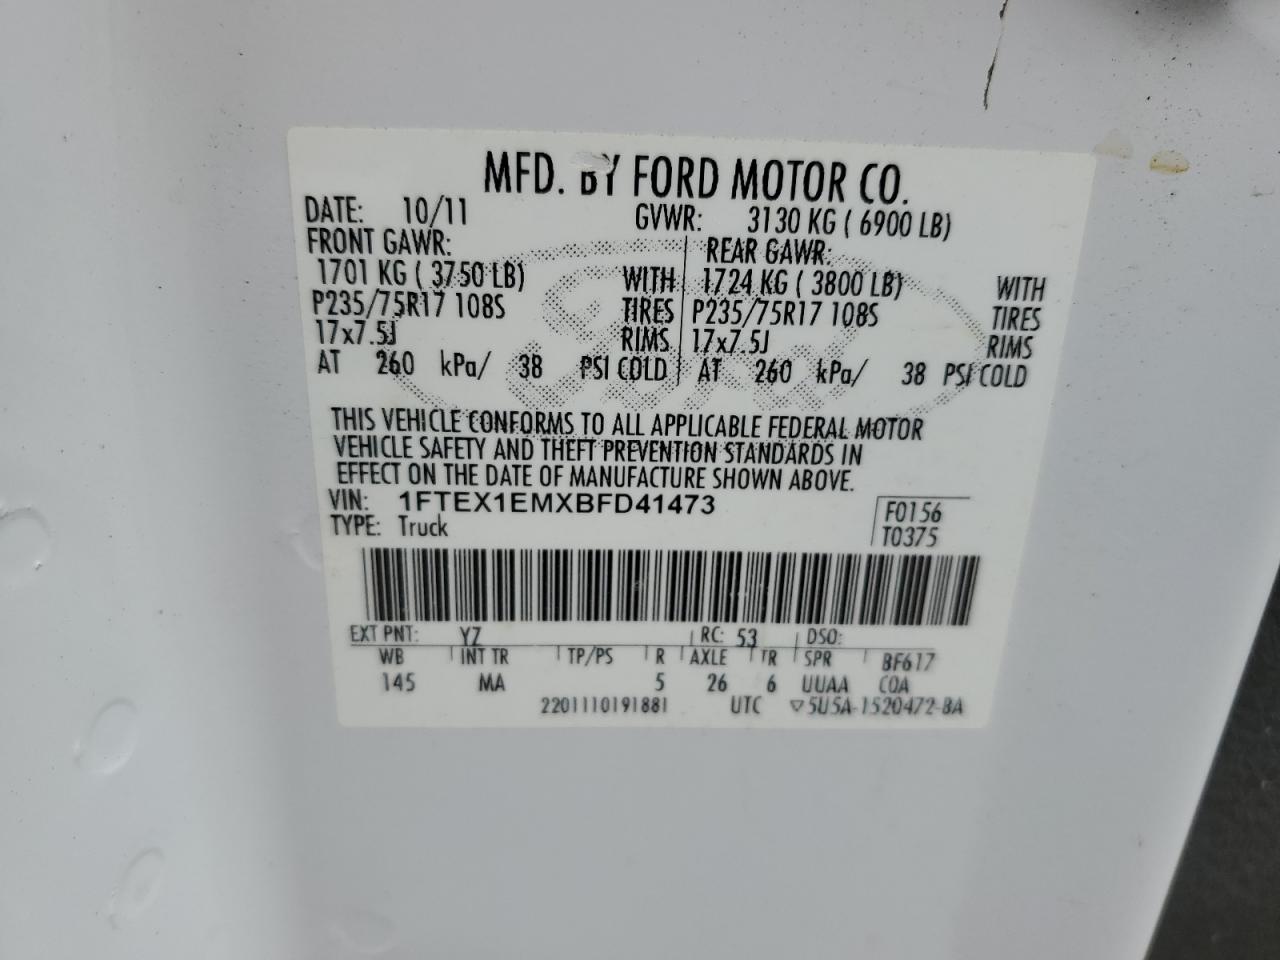 MFD. BY FORD MOTOR CO.
DATE: 10/11 GVWR: 3130 KG ( 6900 LB)
FRONT GAWR: REAR GAWR:
1701 KG ( 3750 LB) WITH 1724 KG ( 3800 LB) WITH
P235/75R17 108S TIRES P235/75R17 108S TIRES
17x7.5J RIMS 17x7.5J RIMS
AT 260 kPa/ 38 PSI COLD AT 260 kPa/ 38 PSI COLD
THIS VEHICLE CONFORMS TO ALL APPLICABLE FEDERAL MOTOR
VEHICLE SAFETY AND THEFT PREVENTION STANDARDS IN
EFFECT ON THE DATE OF MANUFACTURE SHOWN ABOVE.
VIN: 1FTEX1EMXBFD41473 F0156
TYPE: Truck T0375
EXT PNT: YZ RC: 53 DSO:
WB INT TR TP/PS R AXLE TR SPR BF617
145 MA 5 26 6 UUAA CQA
2201110191881 UTC ▽5U5A-1520472-BA